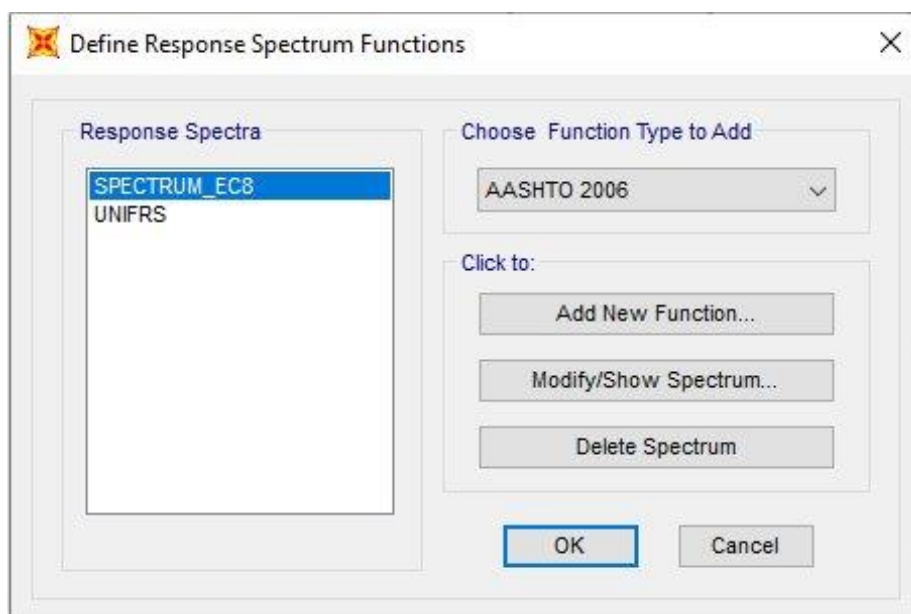 Define Response Spectrum Functions
Response Spectra
SPECTRUM_EC8
UNIFRS
Choose Function Type to Add
AASHTO 2006
Click to:
Add New Function...
Modify/Show Spectrum...
Delete Spectrum
OK
Cancel